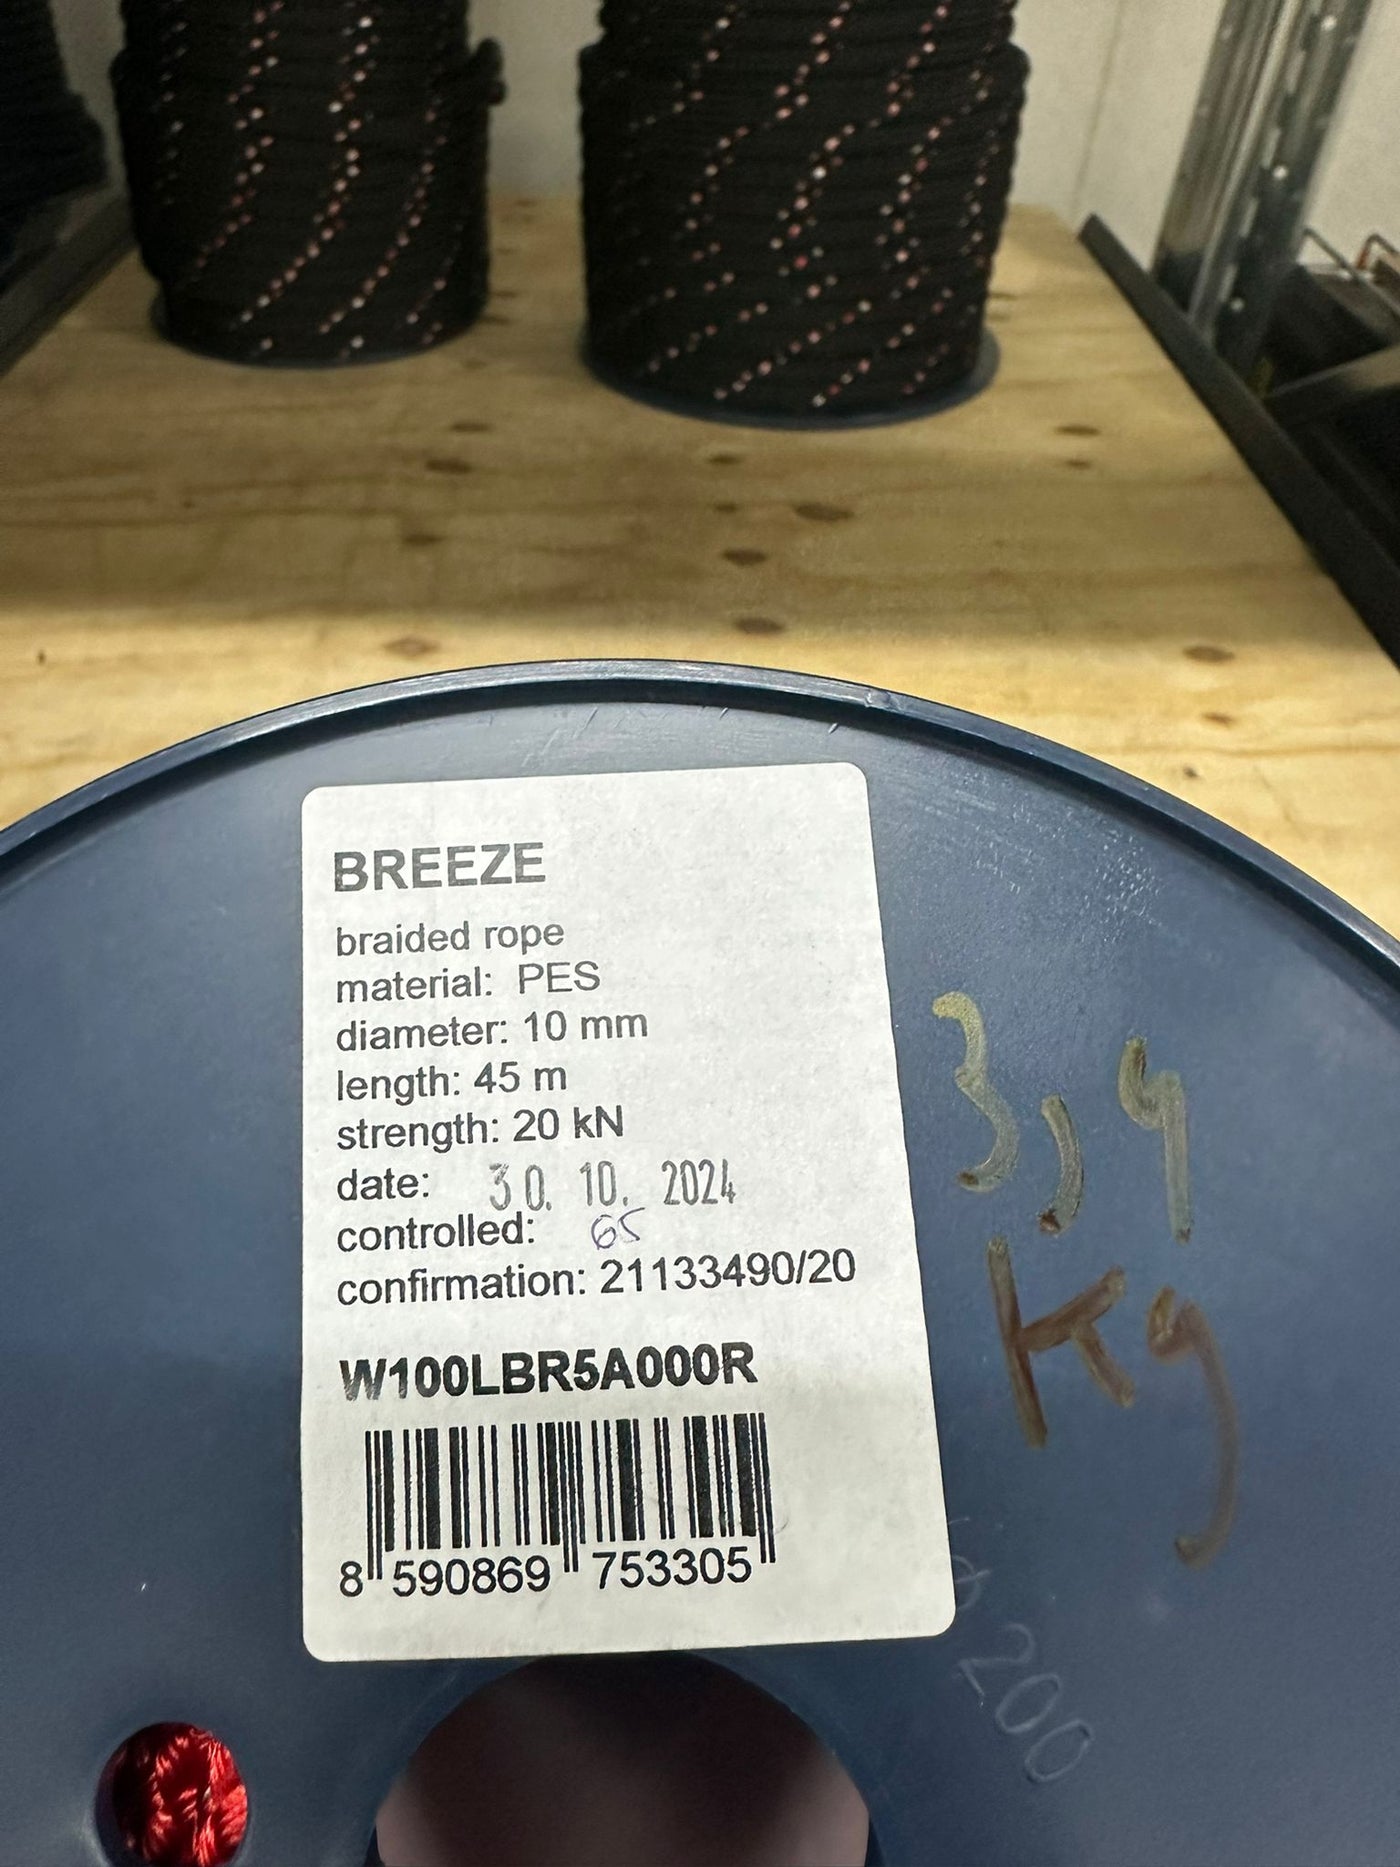 BREEZE
braided rope
material: PES
diameter: 10 mm
length: 45 m
strength: 20 kN
date: 30. 10. 2024
controlled: GS
confirmation: 21133490/20
W100LBR5A000R
8 590869 753305
3,9
Kg
200